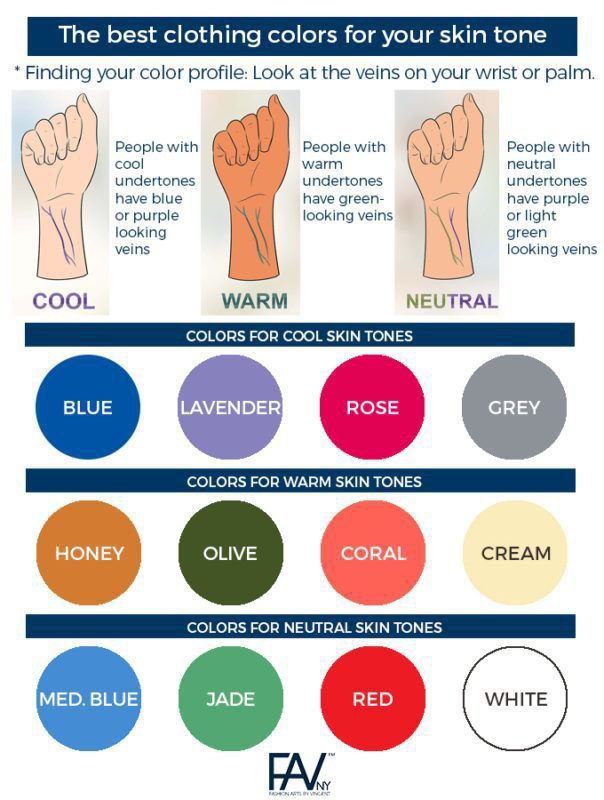 The best clothing colors for your skin tone
* Finding your color profile: Look at the veins on your wrist or palm.
People with
cool
undertones
have blue
or purple
looking
veins
COOL
People with
warm
undertones
have green-
looking veins
WARM
People with
neutral
undertones
have purple
or light
green
looking veins
NEUTRAL
COLORS FOR COOL SKIN TONES
BLUE
LAVENDER
ROSE
GREY
COLORS FOR WARM SKIN TONES
HONEY
OLIVE
CORAL
CREAM
COLORS FOR NEUTRAL SKIN TONES
MED. BLUE
JADE
RED
WHITE
FAV NY™
FASHION ARTS BY VINCENT